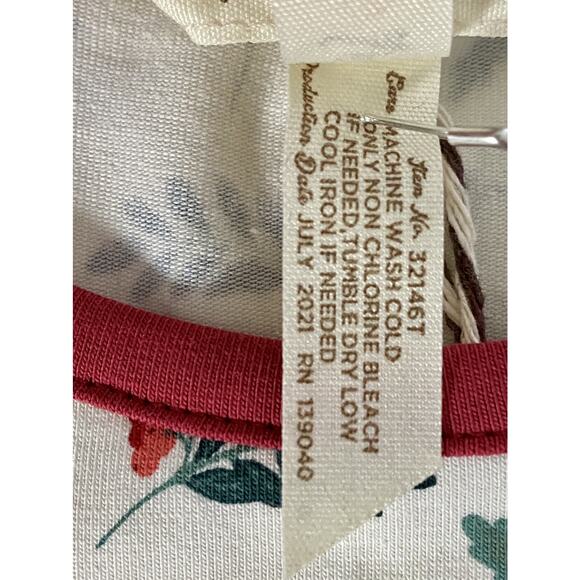 Item No. 32146T
Care MACHINE WASH COLD
ONLY NON CHLORINE BLEACH
IF NEEDED, TUMBLE DRY LOW
COOL IRON IF NEEDED
Production Date JULY 2021 RN 139040